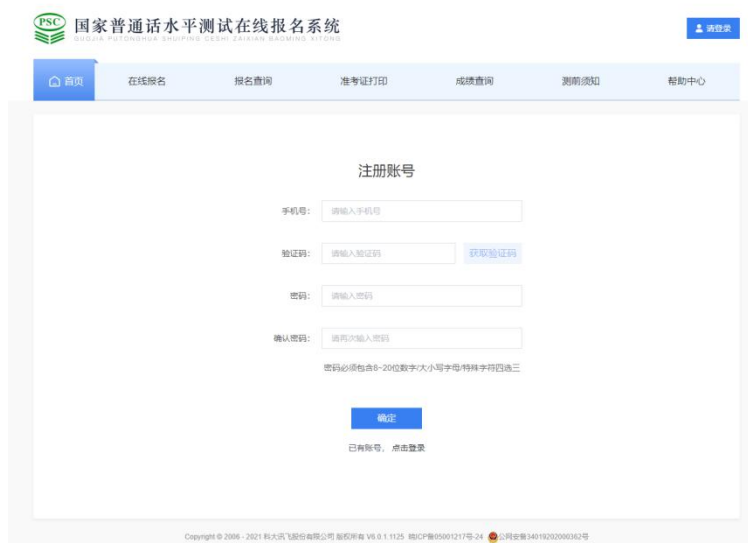 PSC
国家普通话水平测试在线报名系统
GUOJIA PUTONGHUA SHUIPING CESHI ZAIXIAN BAOMING XITONG
请登录
首页 在线报名 报名查询 准考证打印 成绩查询 测前须知 帮助中心
注册账号
手机号： 请输入手机号
验证码： 请输入验证码 获取验证码
密码： 请输入密码
确认密码： 请再次输入密码
密码必须包含8~20位数字/大小写字母/特殊字符四选三
确定
已有账号， 点击登录
Copyright © 2006 - 2021 科大讯飞股份有限公司 版权所有 V6.0.1.1125 皖ICP备05001217号-24 公网安备34019202000362号